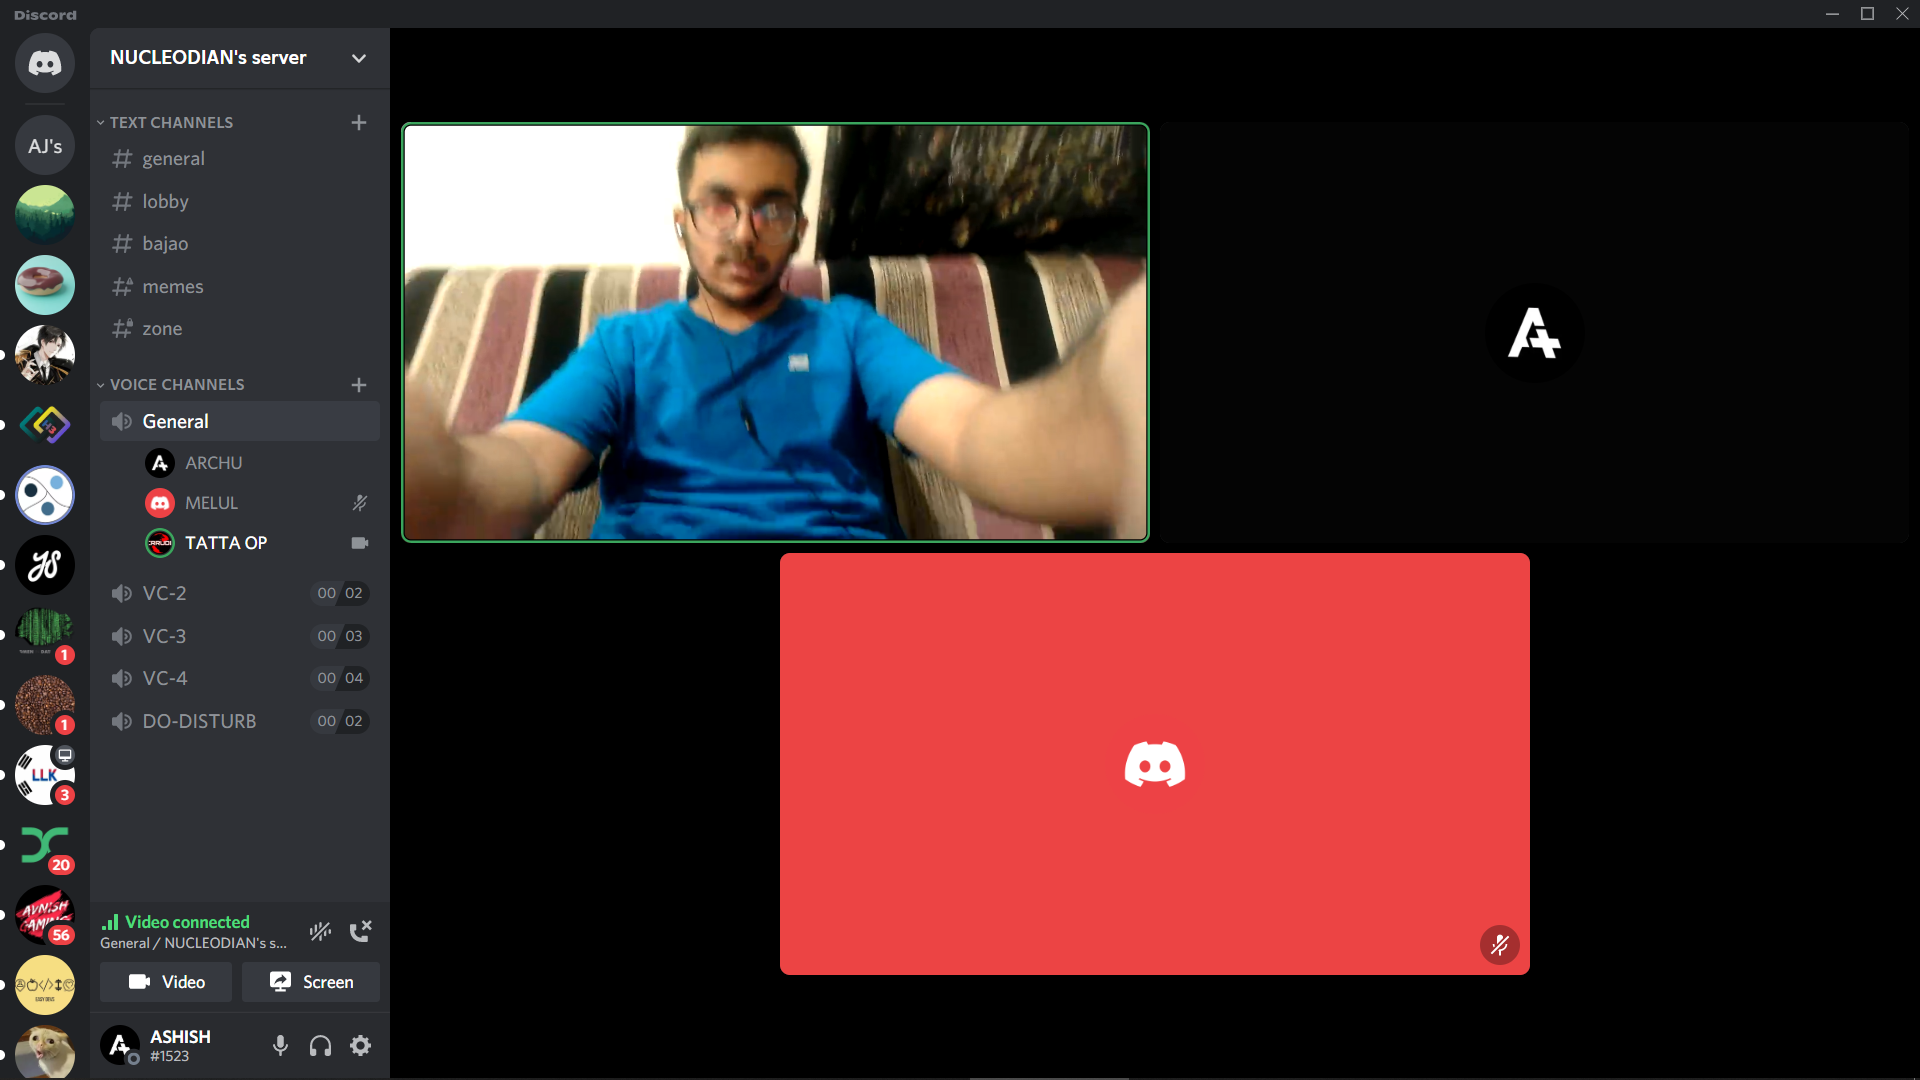 Discord
NUCLEODIAN's server
TEXT CHANNELS
general
lobby
bajao
memes
zone
VOICE CHANNELS
General
ARCHU
MELUL
TATTA OP
VC-2 00 02
VC-3 00 03
VC-4 00 04
DO-DISTURB 00 02
AJ's
H3
JS
1
1
LLK
3
20
AVNISH
GAMING
56
Video connected
General / NUCLEODIAN's s...
Video
Screen
ASHISH
#1523